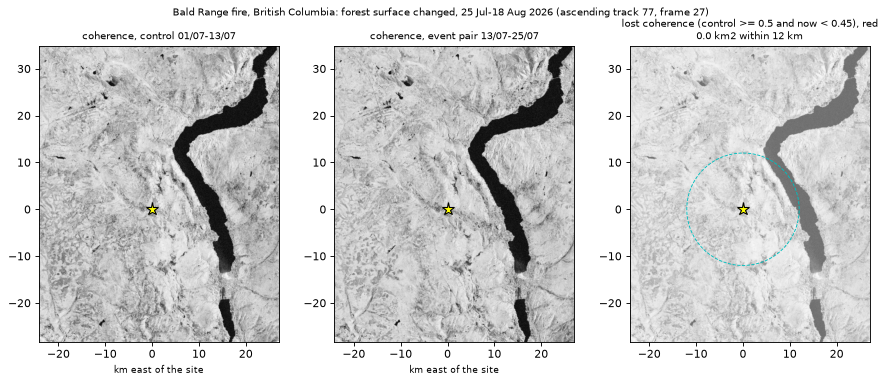 Bald Range fire, British Columbia: forest surface changed, 25 Jul-18 Aug 2026 (ascending track 77, frame 27)
coherence, control 01/07-13/07
coherence, event pair 13/07-25/07
lost coherence (control >= 0.5 and now < 0.45), red
0.0 km2 within 12 km
30
20
10
0
−10
−20
−20 −10 0 10 20
km east of the site
30
20
10
0
−10
−20
−20 −10 0 10 20
km east of the site
30
20
10
0
−10
−20
−20 −10 0 10 20